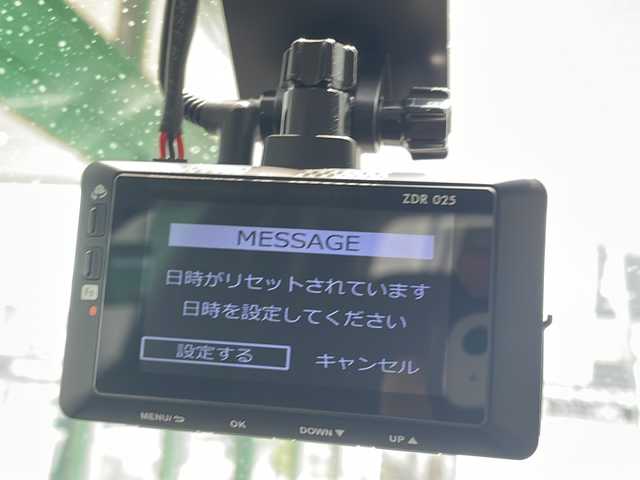 ZDR 025
MESSAGE
日時がリセットされています
日時を設定してください
設定する キャンセル
MENU/ OK DOWN▼ UP▲